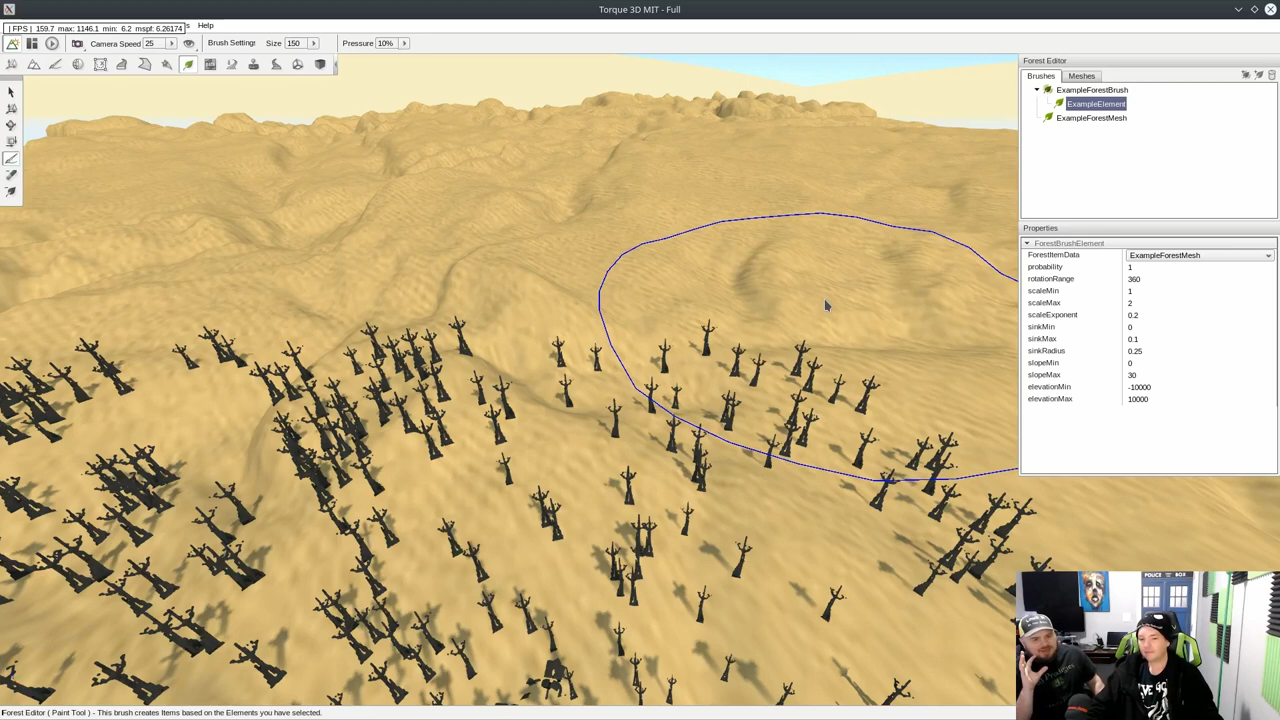 Torque 3D MIT - Full
| FPS | 159.7 max: 1146.1 min: 6.2 mspf: 6.26174
Help
Camera Speed 25 Brush Settings Size 150 Pressure 10%
Forest Editor
Brushes Meshes
ExampleForestBrush
ExampleElement
ExampleForestMesh
Properties
ForestBrushElement
ForestItemData ExampleForestMesh
probability 1
rotationRange 360
scaleMin 1
scaleMax 2
scaleExponent 0.2
sinkMin 0
sinkMax 0.1
sinkRadius 0.25
slopeMin 0
slopeMax 30
elevationMin -10000
elevationMax 10000
POLICE BOX
Forest Editor ( Paint Tool ) - This brush creates Items based on the Elements you have selected.